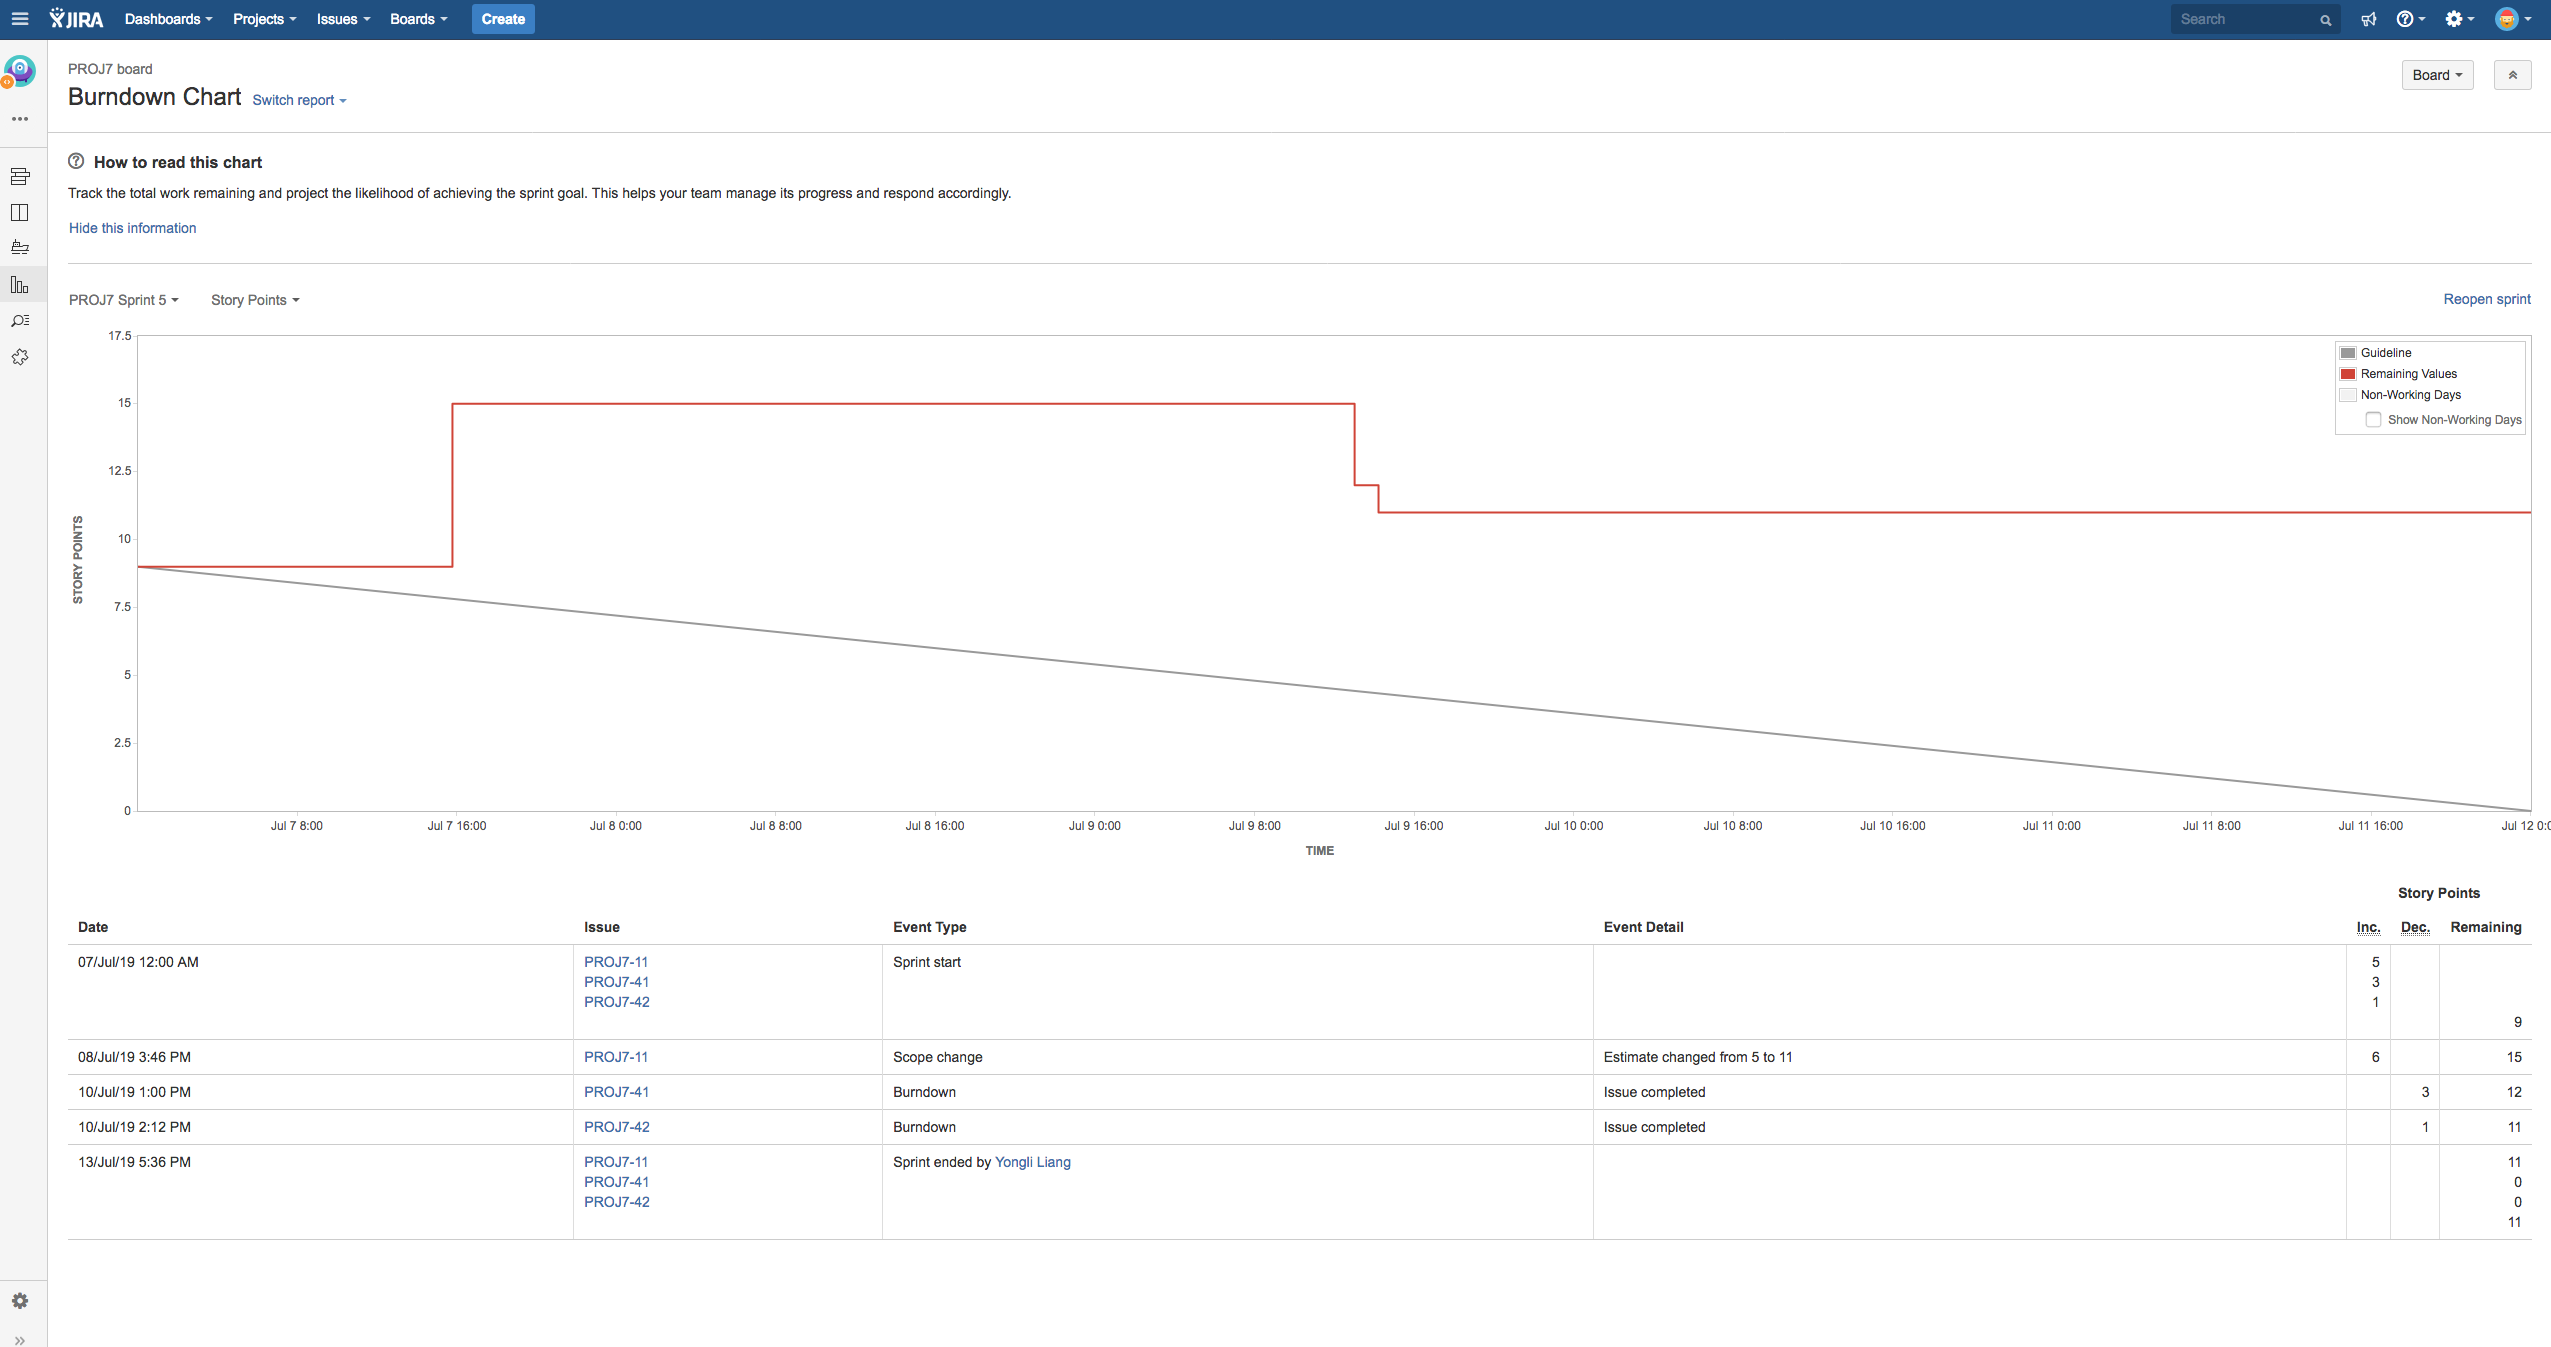 JIRA Dashboards Projects Issues Boards Create Search
PROJ7 board
Burndown Chart Switch report
Board
How to read this chart
Track the total work remaining and project the likelihood of achieving the sprint goal. This helps your team manage its progress and respond accordingly.
Hide this information
PROJ7 Sprint 5 Story Points Reopen sprint
17.5
15
12.5
10
7.5
5
2.5
0
STORY POINTS
Guideline
Remaining Values
Non-Working Days
Show Non-Working Days
Jul 7 8:00 Jul 7 16:00 Jul 8 0:00 Jul 8 8:00 Jul 8 16:00 Jul 9 0:00 Jul 9 8:00 Jul 9 16:00 Jul 10 0:00 Jul 10 8:00 Jul 10 16:00 Jul 11 0:00 Jul 11 8:00 Jul 11 16:00 Jul 12 0:0
TIME
Story Points
Date Issue Event Type Event Detail Inc. Dec. Remaining
07/Jul/19 12:00 AM PROJ7-11 Sprint start 5
PROJ7-41 3
PROJ7-42 1
9
08/Jul/19 3:46 PM PROJ7-11 Scope change Estimate changed from 5 to 11 6 15
10/Jul/19 1:00 PM PROJ7-41 Burndown Issue completed 3 12
10/Jul/19 2:12 PM PROJ7-42 Burndown Issue completed 1 11
13/Jul/19 5:36 PM PROJ7-11 Sprint ended by Yongli Liang 11
PROJ7-41 0
PROJ7-42 0
11